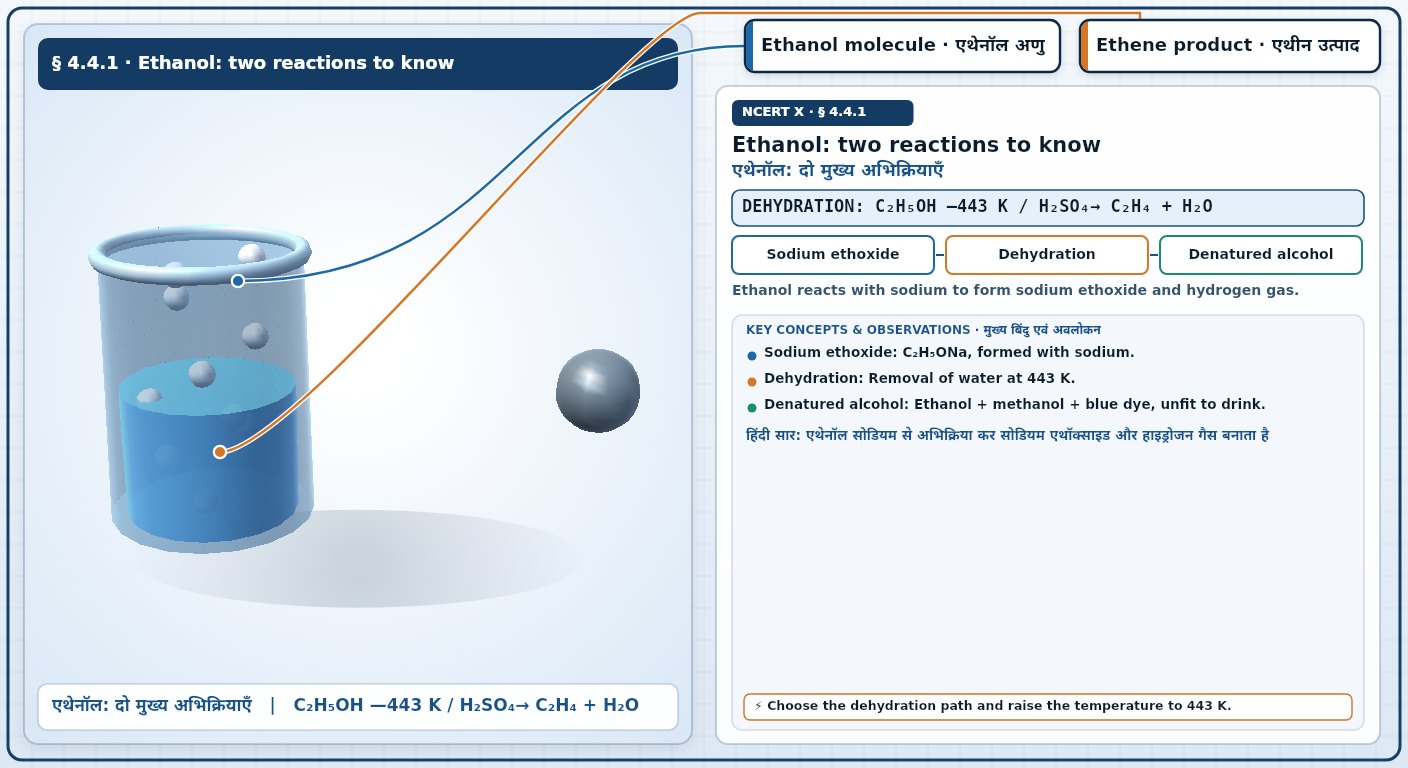 § 4.4.1 · Ethanol: two reactions to know
Ethanol molecule · एथेनॉल अणु
Ethene product · एथीन उत्पाद
NCERT X · § 4.4.1
Ethanol: two reactions to know
एथेनॉल: दो मुख्य अभिक्रियाएँ
DEHYDRATION: C₂H₅OH —443 K / H₂SO₄→ C₂H₄ + H₂O
Sodium ethoxide
Dehydration
Denatured alcohol
Ethanol reacts with sodium to form sodium ethoxide and hydrogen gas.
KEY CONCEPTS & OBSERVATIONS · मुख्य बिंदु एवं अवलोकन
Sodium ethoxide: C₂H₅ONa, formed with sodium.
Dehydration: Removal of water at 443 K.
Denatured alcohol: Ethanol + methanol + blue dye, unfit to drink.
हिंदी सार: एथेनॉल सोडियम से अभिक्रिया कर सोडियम एथॉक्साइड और हाइड्रोजन गैस बनाता है
⚡ Choose the dehydration path and raise the temperature to 443 K.
एथेनॉल: दो मुख्य अभिक्रियाएँ | C₂H₅OH —443 K / H₂SO₄→ C₂H₄ + H₂O